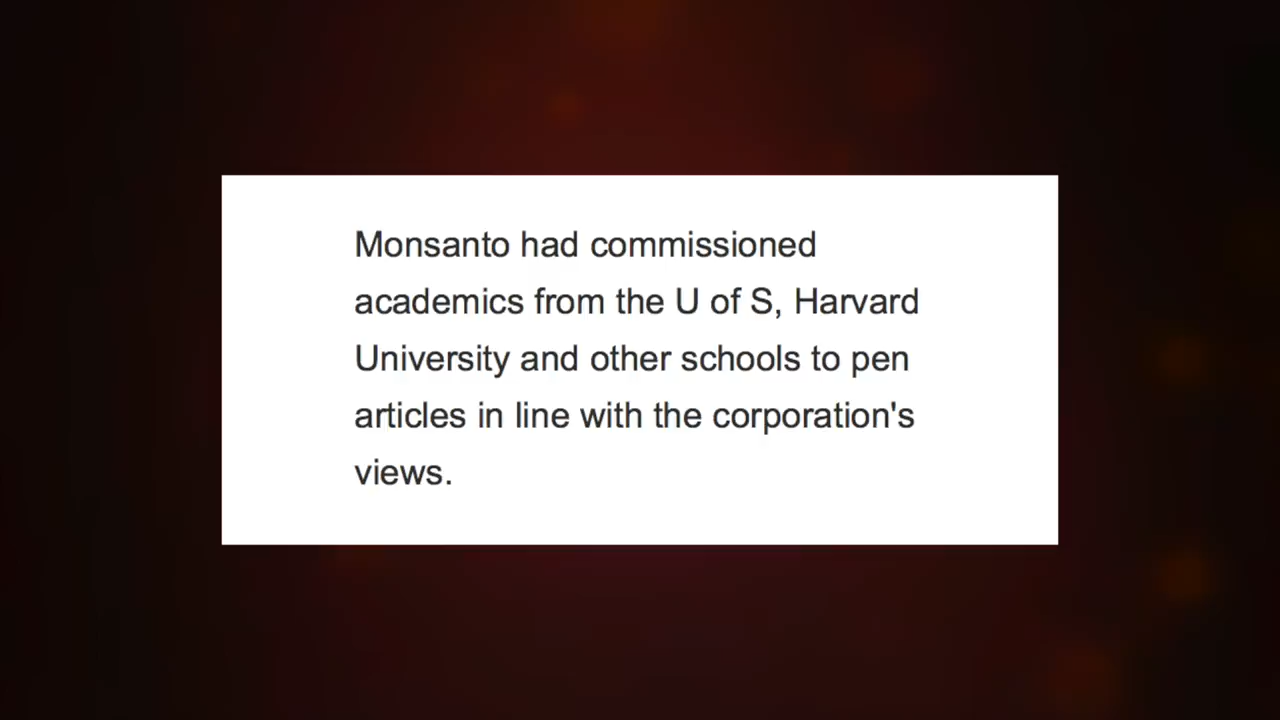 Monsanto had commissioned
academics from the U of S, Harvard
University and other schools to pen
articles in line with the corporation's
views.